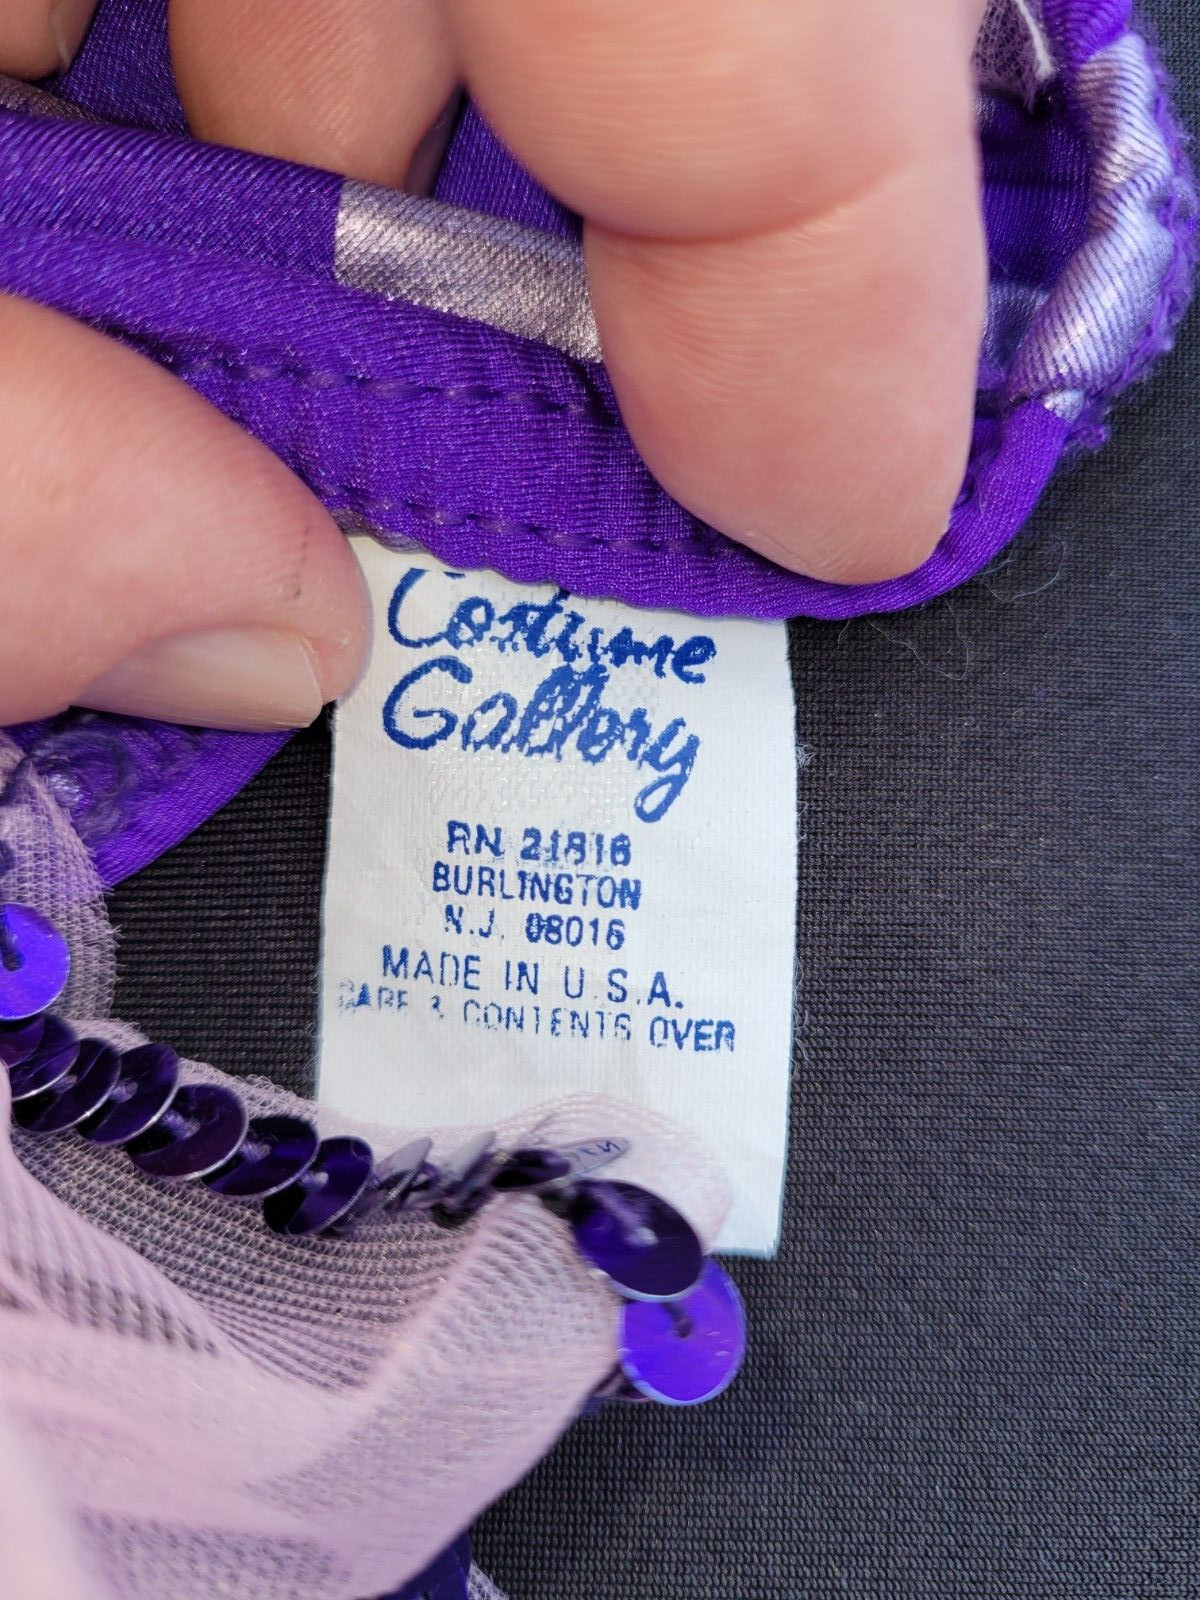 Costume
Gallery
RN 21816
BURLINGTON
N.J. 08016
MADE IN U.S.A.
CARE & CONTENTS OVER